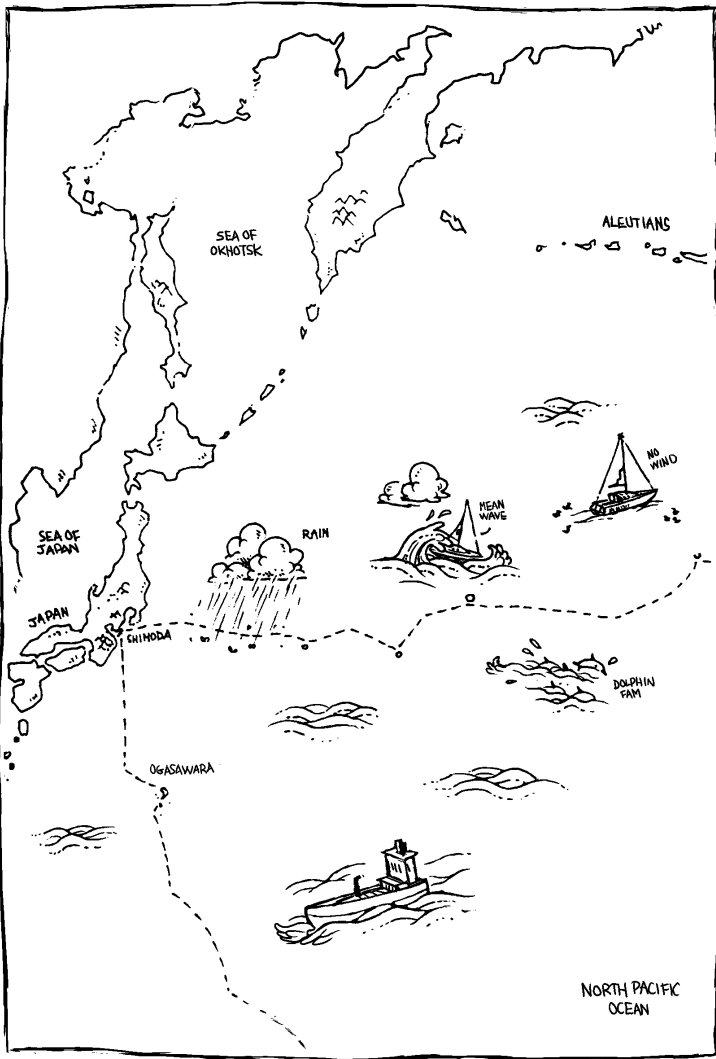 ALEUTIANS
SEA OF
OKHOTSK
NO
WIND
MEAN
WAVE
RAIN
SEA OF
JAPAN
JAPAN
SHIMODA
DOLPHIN
FAM
OGASAWARA
NORTH PACIFIC
OCEAN